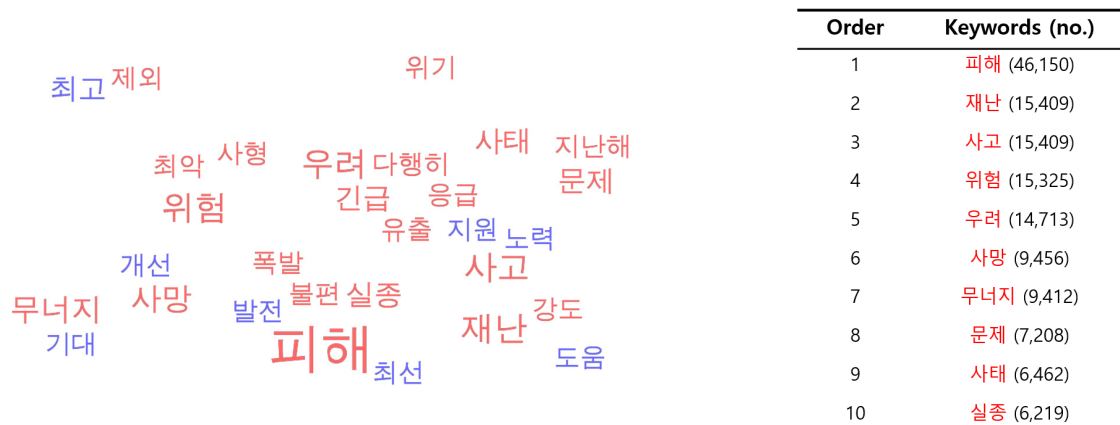 최고 제외 위기
최악 사형 우려 다행히 사태 지난해
위험 긴급 응급 문제
유출 지원 노력
개선 폭발 사고
무너지 사망 발전 불편 실종 재난 강도
기대 피해 최선 도움
Order Keywords (no.)
1 피해 (46,150)
2 재난 (15,409)
3 사고 (15,409)
4 위험 (15,325)
5 우려 (14,713)
6 사망 (9,456)
7 무너지 (9,412)
8 문제 (7,208)
9 사태 (6,462)
10 실종 (6,219)